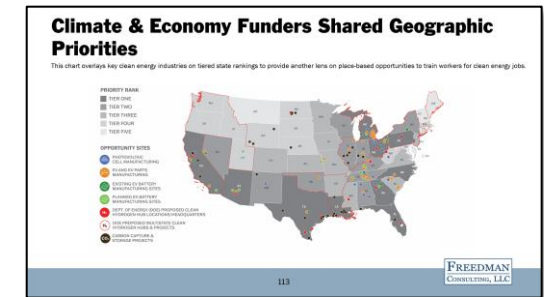 Climate & Economy Funders Shared Geographic
Priorities
This chart overlays key clean energy industries on tiered state rankings to provide another lens on place-based opportunities to train workers for clean energy jobs.
PRIORITY RANK
TIER ONE
TIER TWO
TIER THREE
TIER FOUR
TIER FIVE
OPPORTUNITY SITES
PHOTOVOLTAIC
CELL MANUFACTURING
EV AND EV PARTS
MANUFACTURING
EXISTING EV BATTERY
MANUFACTURING SITES
PLANNED EV BATTERY
MANUFACTURING SITES
DEPT. OF ENERGY (DOE) PROPOSED CLEAN
HYDROGEN HUB LOCATIONS/HEADQUARTERS
DOE PROPOSED MULTISTATE CLEAN
HYDROGEN HUBS & PROJECTS
CARBON CAPTURE &
STORAGE PROJECTS
113
FREEDMAN
CONSULTING, LLC